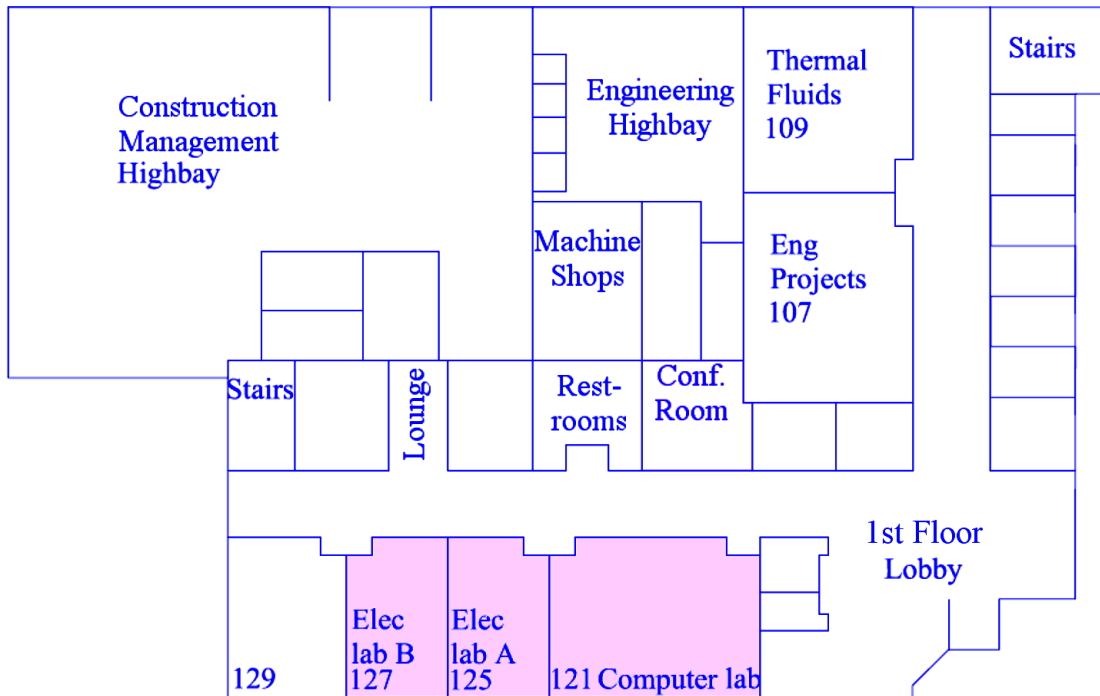 Construction
Management
Highbay
Engineering
Highbay
Thermal
Fluids
109
Stairs
Machine
Shops
Eng
Projects
107
Stairs
Lounge
Rest-
rooms
Conf.
Room
1st Floor
Lobby
129
Elec
lab B
127
Elec
lab A
125
121 Computer lab